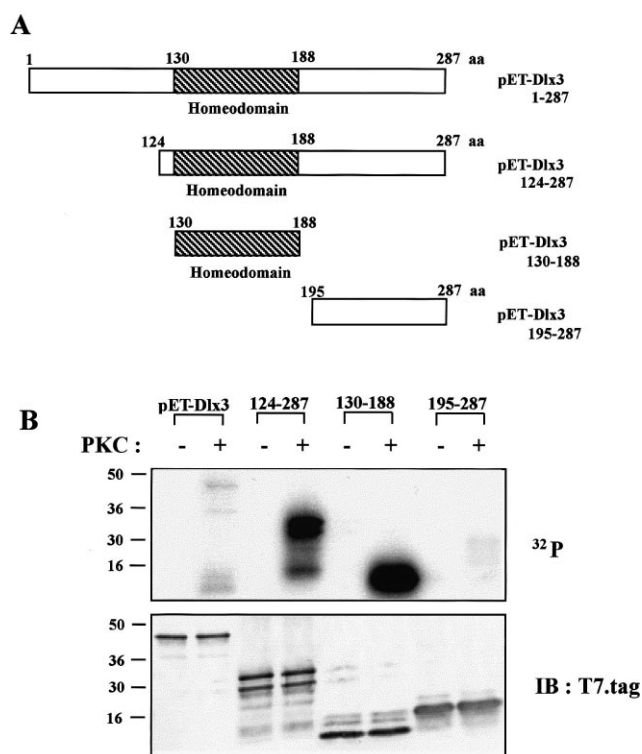 A
1 130 188 287 aa
pET-Dlx3
1-287
Homeodomain
124 188 287 aa
pET-Dlx3
124-287
Homeodomain
130 188
pET-Dlx3
130-188
Homeodomain
195 287 aa
pET-Dlx3
195-287
B
pET-Dlx3 124-287 130-188 195-287
PKC : - + - + - + - +
50
36
30
16
32P
50
36
30
16
IB : T7.tag